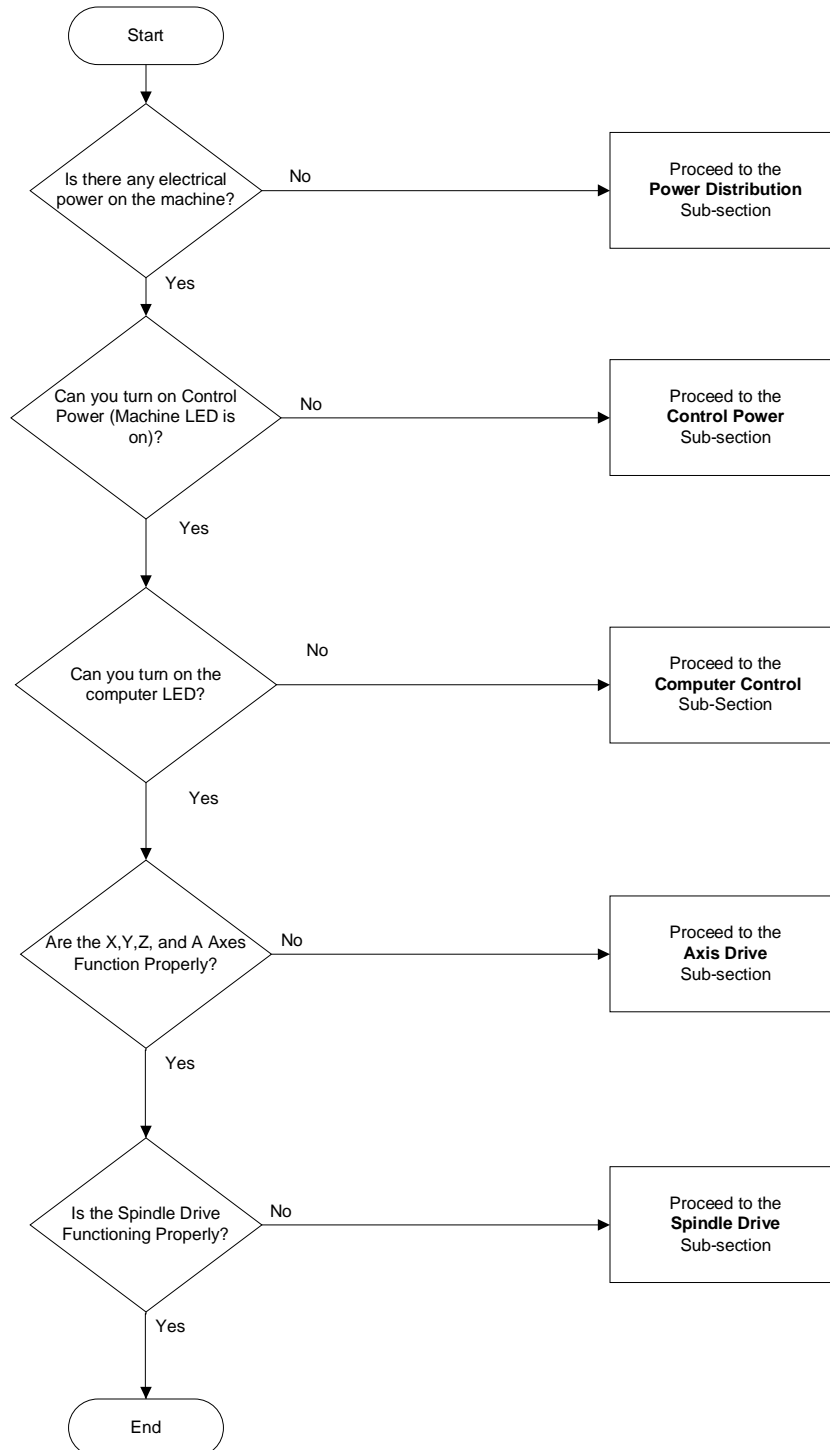 Start
Is there any electrical
power on the machine?
No
Proceed to the
Power Distribution
Sub-section
Yes
Can you turn on Control
Power (Machine LED is
on)?
No
Proceed to the
Control Power
Sub-section
Yes
Can you turn on the
computer LED?
No
Proceed to the
Computer Control
Sub-Section
Yes
Are the X,Y,Z, and A Axes
Function Properly?
No
Proceed to the
Axis Drive
Sub-section
Yes
Is the Spindle Drive
Functioning Properly?
No
Proceed to the
Spindle Drive
Sub-section
Yes
End